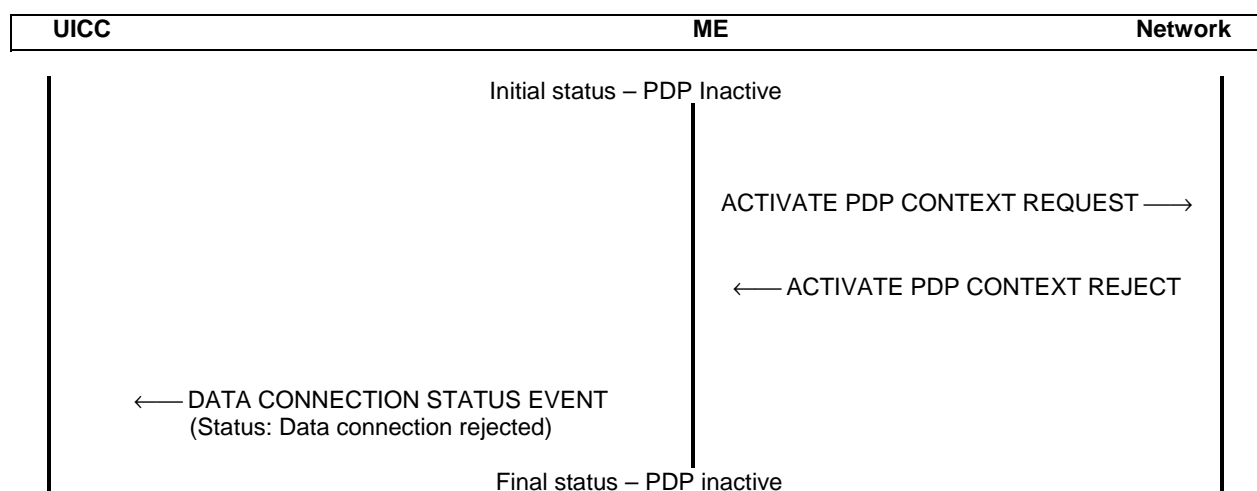 UICC ME Network
Initial status – PDP Inactive
ACTIVATE PDP CONTEXT REQUEST
ACTIVATE PDP CONTEXT REJECT
DATA CONNECTION STATUS EVENT
(Status: Data connection rejected)
Final status – PDP inactive